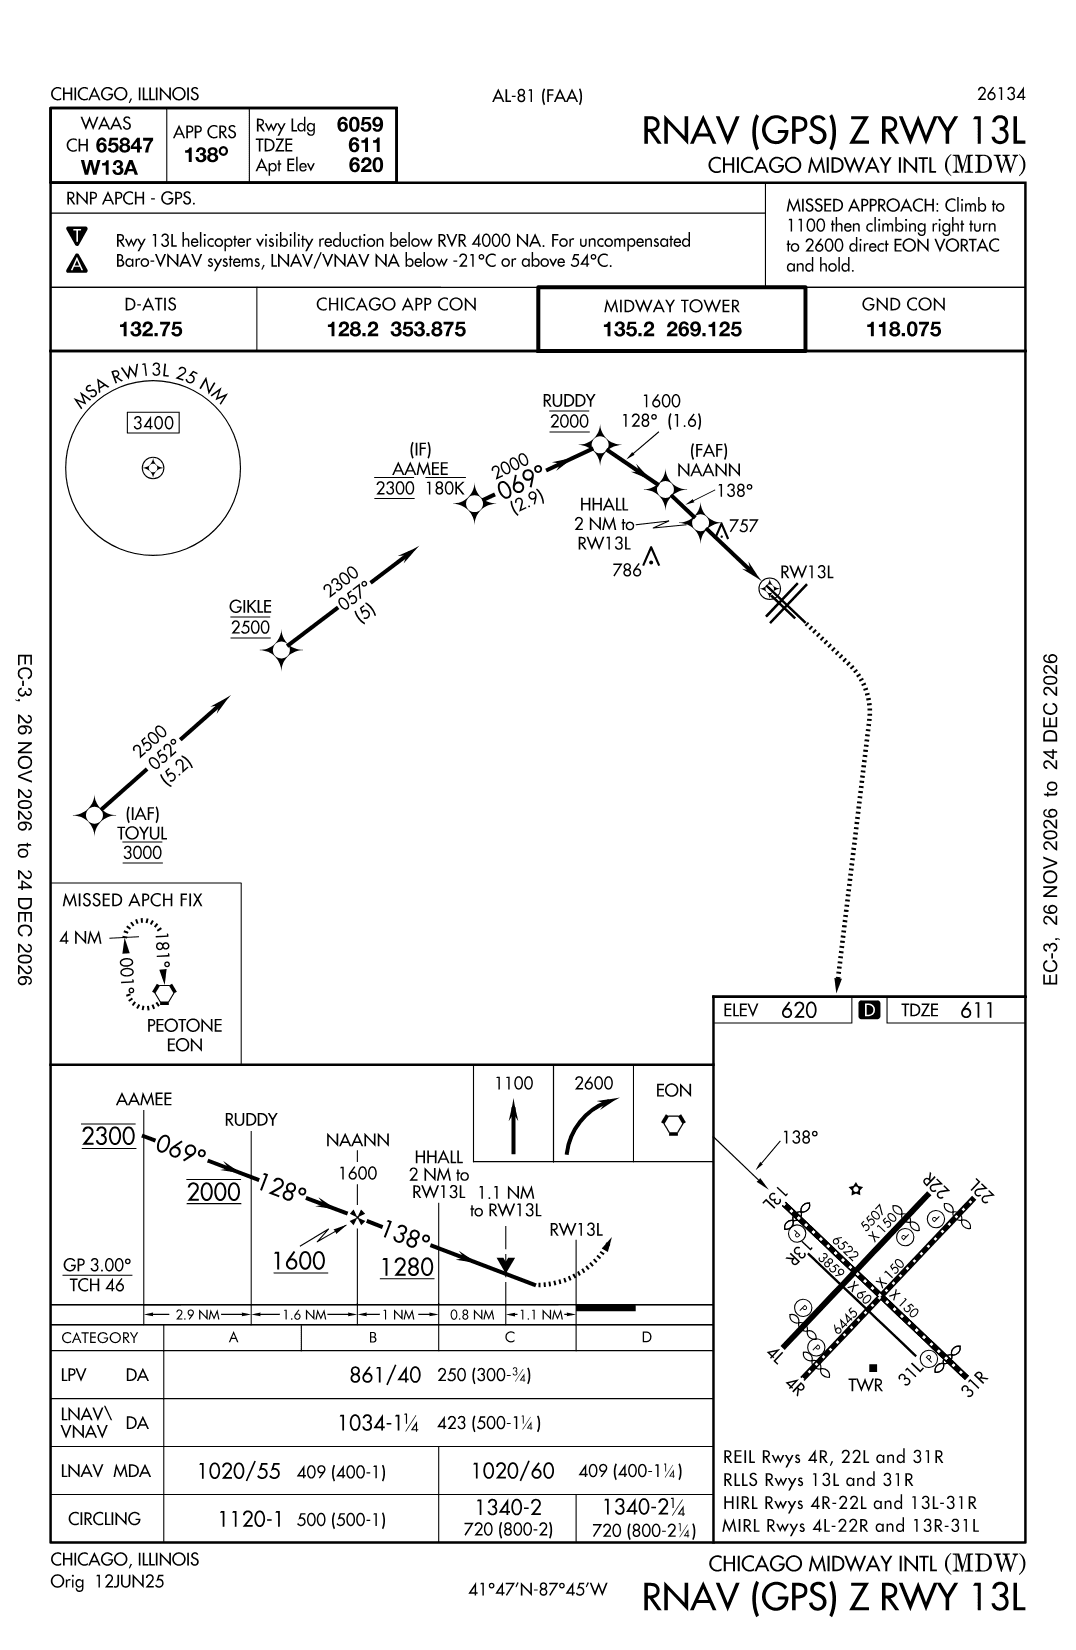 CHICAGO, ILLINOIS
AL-81 (FAA)
26134
WAAS
CH 65847
W13A
APP CRS
138°
Rwy Ldg 6059
TDZE 611
Apt Elev 620
RNAV (GPS) Z RWY 13L
CHICAGO MIDWAY INTL (MDW)
RNP APCH - GPS.
T
A
Rwy 13L helicopter visibility reduction below RVR 4000 NA. For uncompensated
Baro-VNAV systems, LNAV/VNAV NA below -21°C or above 54°C.
MISSED APPROACH: Climb to
1100 then climbing right turn
to 2600 direct EON VORTAC
and hold.
D-ATIS
132.75
CHICAGO APP CON
128.2 353.875
MIDWAY TOWER
135.2 269.125
GND CON
118.075
MSA RW13L 25 NM
3400
RUDDY
2000
1600
128° (1.6)
(IF)
AAMEE
2300 180K
2000
069°
(2.9)
(FAF)
NAANN
138°
HHALL
2 NM to
RW13L
757
786
RW13L
GIKLE
2500
2300
057°
(5)
2500
052°
(5.2)
(IAF)
TOYUL
3000
EC-3, 26 NOV 2026 to 24 DEC 2026
EC-3, 26 NOV 2026 to 24 DEC 2026
MISSED APCH FIX
4 NM
181°
001°
PEOTONE
EON
ELEV 620
D
TDZE 611
138°
13L
13R
22R
22L
4L
4R
31L
31R
5507
X 150
6522
X 150
3859
X 60
6445
X 150
P
P
P
P
P
P
TWR
REIL Rwys 4R, 22L and 31R
RLLS Rwys 13L and 31R
HIRL Rwys 4R-22L and 13L-31R
MIRL Rwys 4L-22R and 13R-31L
1100
2600
EON
AAMEE
2300
069°
RUDDY
2000
128°
NAANN
1600
1600
138°
HHALL
2 NM to
RW13L
1280
1.1 NM
to RW13L
RW13L
GP 3.00°
TCH 46
2.9 NM
1.6 NM
1 NM
0.8 NM
1.1 NM
CATEGORY A B C D
LPV DA 861/40 250 (300-¾)
LNAV\
VNAV DA 1034-1¼ 423 (500-1¼)
LNAV MDA 1020/55 409 (400-1) 1020/60 409 (400-1¼)
CIRCLING 1120-1 500 (500-1)
1340-2
720 (800-2)
1340-2¼
720 (800-2¼)
CHICAGO, ILLINOIS
Orig 12JUN25
41°47'N-87°45'W
CHICAGO MIDWAY INTL (MDW)
RNAV (GPS) Z RWY 13L